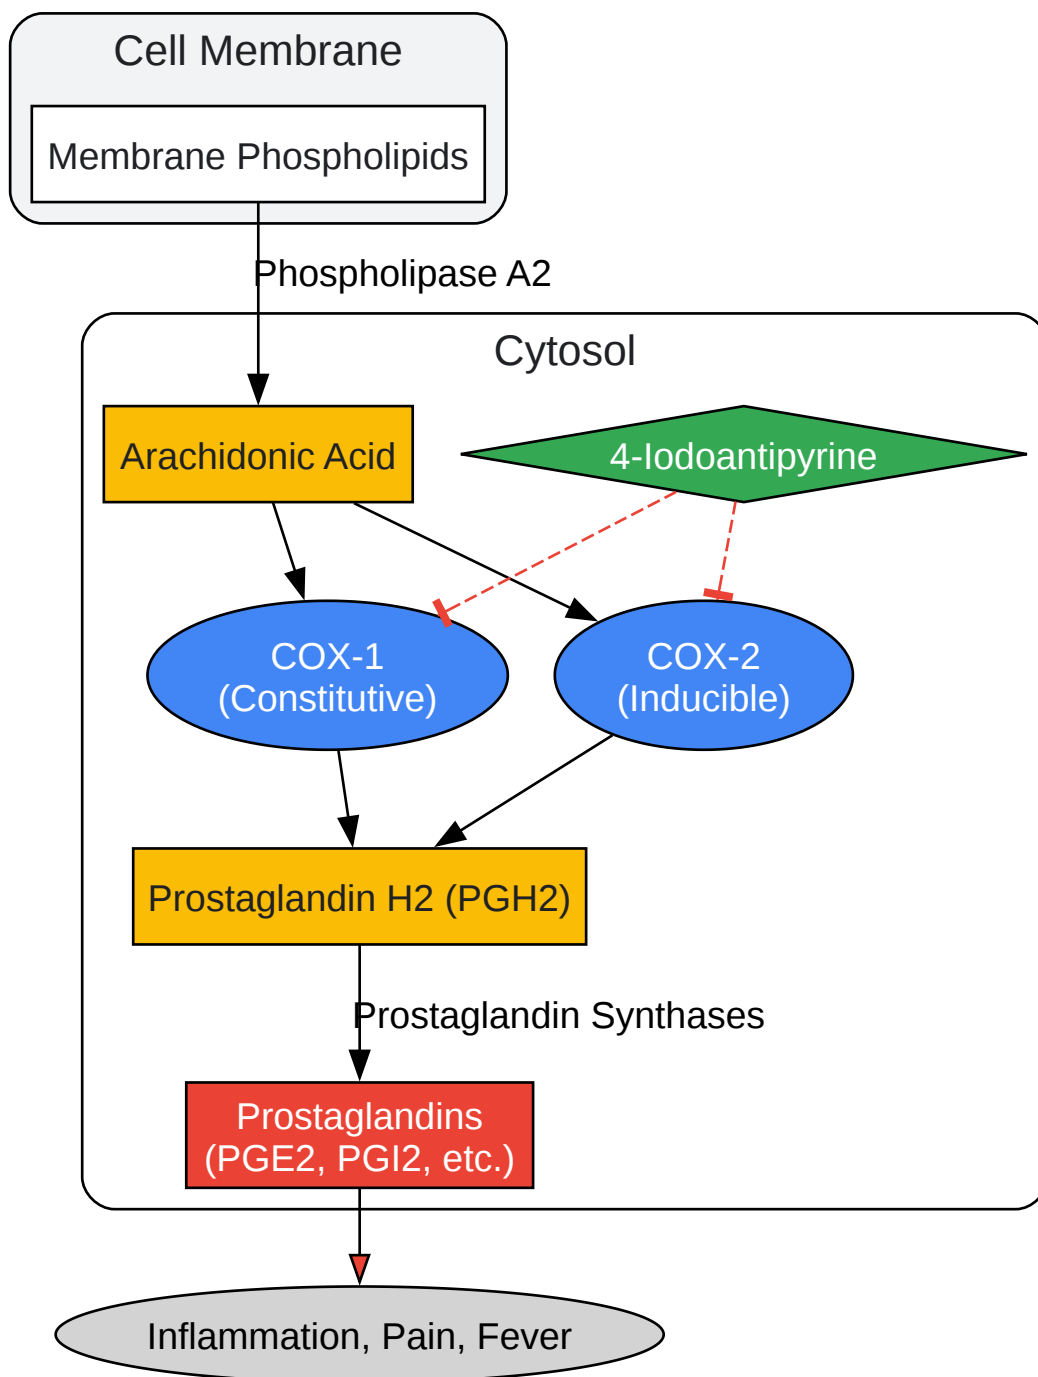 Cell Membrane
Membrane Phospholipids
Phospholipase A2
Cytosol
Arachidonic Acid
4-Iodoantipyrine
COX-1
(Constitutive)
COX-2
(Inducible)
Prostaglandin H2 (PGH2)
Prostaglandin Synthases
Prostaglandins
(PGE2, PGI2, etc.)
Inflammation, Pain, Fever